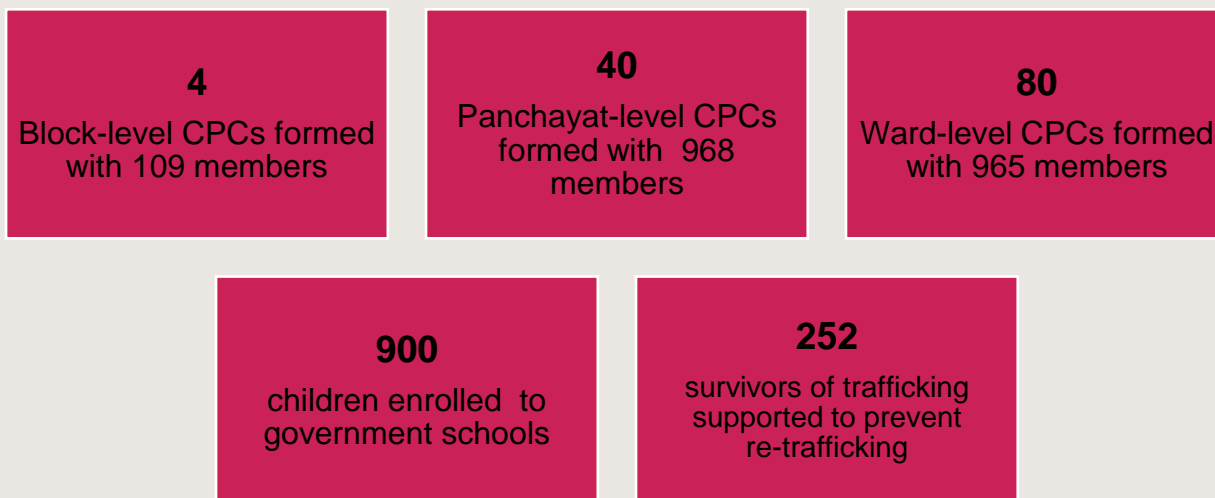 4
Block-level CPCs formed
with 109 members
40
Panchayat-level CPCs
formed with 968
members
80
Ward-level CPCs formed
with 965 members
900
children enrolled to
government schools
252
survivors of trafficking
supported to prevent
re-trafficking